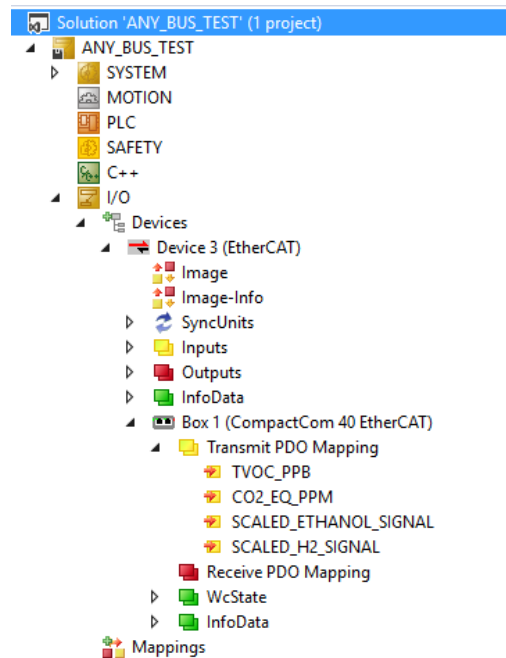 Solution 'ANY_BUS_TEST' (1 project)
ANY_BUS_TEST
SYSTEM
MOTION
PLC
SAFETY
C++
I/O
Devices
Device 3 (EtherCAT)
Image
Image-Info
SyncUnits
Inputs
Outputs
InfoData
Box 1 (CompactCom 40 EtherCAT)
Transmit PDO Mapping
TVOC_PPB
CO2_EQ_PPM
SCALED_ETHANOL_SIGNAL
SCALED_H2_SIGNAL
Receive PDO Mapping
WcState
InfoData
Mappings